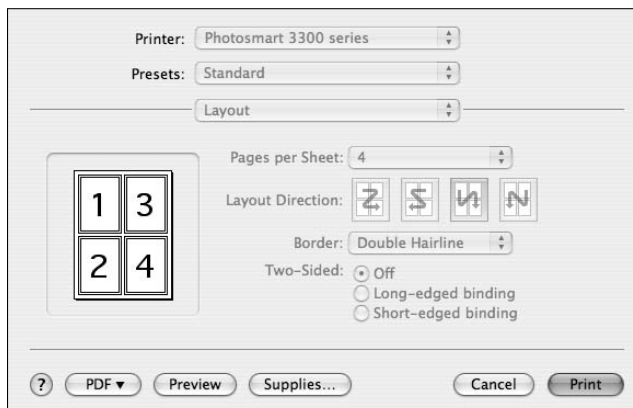 Printer: Photosmart 3300 series
Presets: Standard
Layout
Pages per Sheet: 4
1 3
2 4
Layout Direction:
Border: Double Hairline
Two-Sided: Off
Long-edged binding
Short-edged binding
? PDF▼ Preview Supplies... Cancel Print